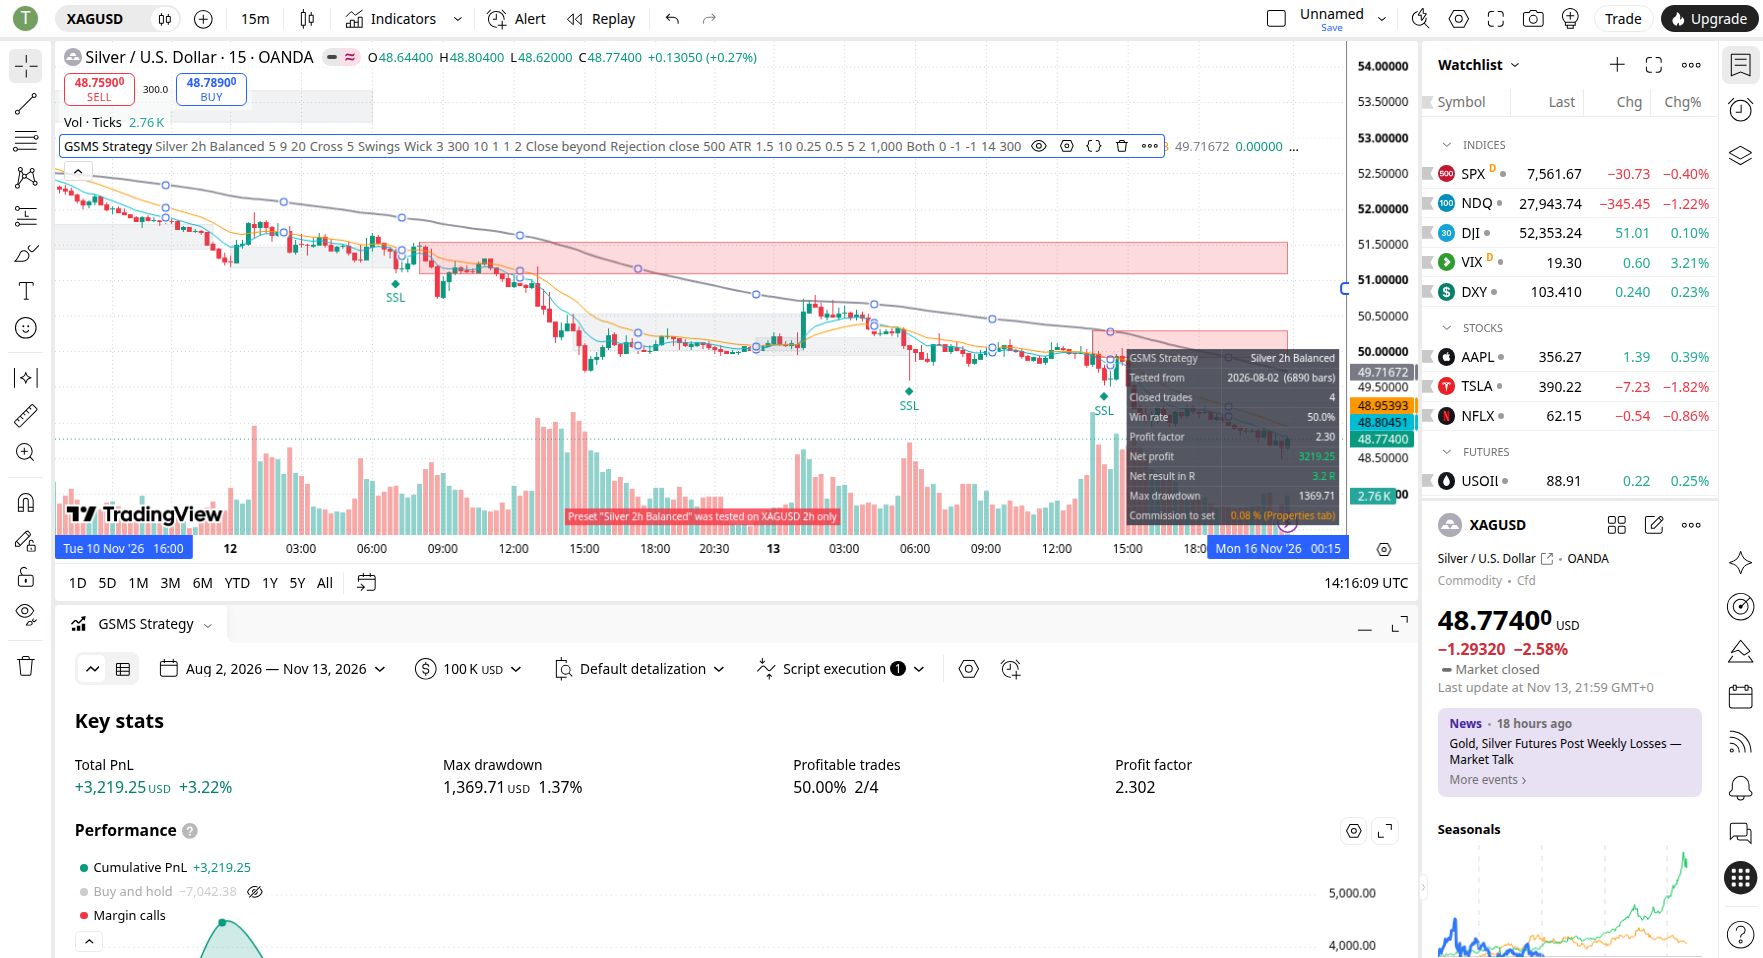 T
XAGUSD
15m
Indicators
Alert
Replay
Unnamed
Save
Trade
Upgrade
Silver / U.S. Dollar · 15 · OANDA
O48.64400 H48.80400 L48.62000 C48.77400 +0.13050 (+0.27%)
48.75900
SELL
300.0
48.78900
BUY
Vol · Ticks 2.76 K
GSMS Strategy Silver 2h Balanced 5 9 20 Cross 5 Swings Wick 3 300 10 1 1 2 Close beyond Rejection close 500 ATR 1.5 10 0.25 0.5 5 2 1,000 Both 0 -1 -1 14 300
49.71672 0.00000 ...
54.00000
53.50000
53.00000
52.50000
52.00000
51.50000
51.00000
50.50000
50.00000
49.71672
49.50000
48.95393
48.80451
48.77400
48.50000
2.76 K
SSL
SSL
SSL
GSMS Strategy Silver 2h Balanced
Tested from 2026-08-02 (6890 bars)
Closed trades 4
Win rate 50.0%
Profit factor 2.30
Net profit 3219.25
Net result in R 3.2 R
Max drawdown 1369.71
Commission to set 0.08 % (Properties tab)
TradingView
Preset "Silver 2h Balanced" was tested on XAGUSD 2h only
Tue 10 Nov '26 16:00
12 03:00 06:00 09:00 12:00 15:00 18:00 20:30 13 03:00 06:00 09:00 12:00 15:00
Mon 16 Nov '26 00:15
1D 5D 1M 3M 6M YTD 1Y 5Y All
14:16:09 UTC
GSMS Strategy
Aug 2, 2026 — Nov 13, 2026
100 K USD
Default detalization
Script execution 1
Key stats
Total PnL
+3,219.25 USD +3.22%
Max drawdown
1,369.71 USD 1.37%
Profitable trades
50.00% 2/4
Profit factor
2.302
Performance ?
Cumulative PnL +3,219.25
Buy and hold −7,042.38
Margin calls
5,000.00
4,000.00
Watchlist
Symbol Last Chg Chg%
INDICES
SPX D 7,561.67 −30.73 −0.40%
NDQ 27,943.74 −345.45 −1.22%
DJI 52,353.24 51.01 0.10%
VIX D 19.30 0.60 3.21%
DXY 103.410 0.240 0.23%
STOCKS
AAPL 356.27 1.39 0.39%
TSLA 390.22 −7.23 −1.82%
NFLX 62.15 −0.54 −0.86%
FUTURES
USOIL 88.91 0.22 0.25%
XAGUSD
Silver / U.S. Dollar · OANDA
Commodity · Cfd
48.77400 USD
−1.29320 −2.58%
Market closed
Last update at Nov 13, 21:59 GMT+0
News · 18 hours ago
Gold, Silver Futures Post Weekly Losses —
Market Talk
More events ›
Seasonals